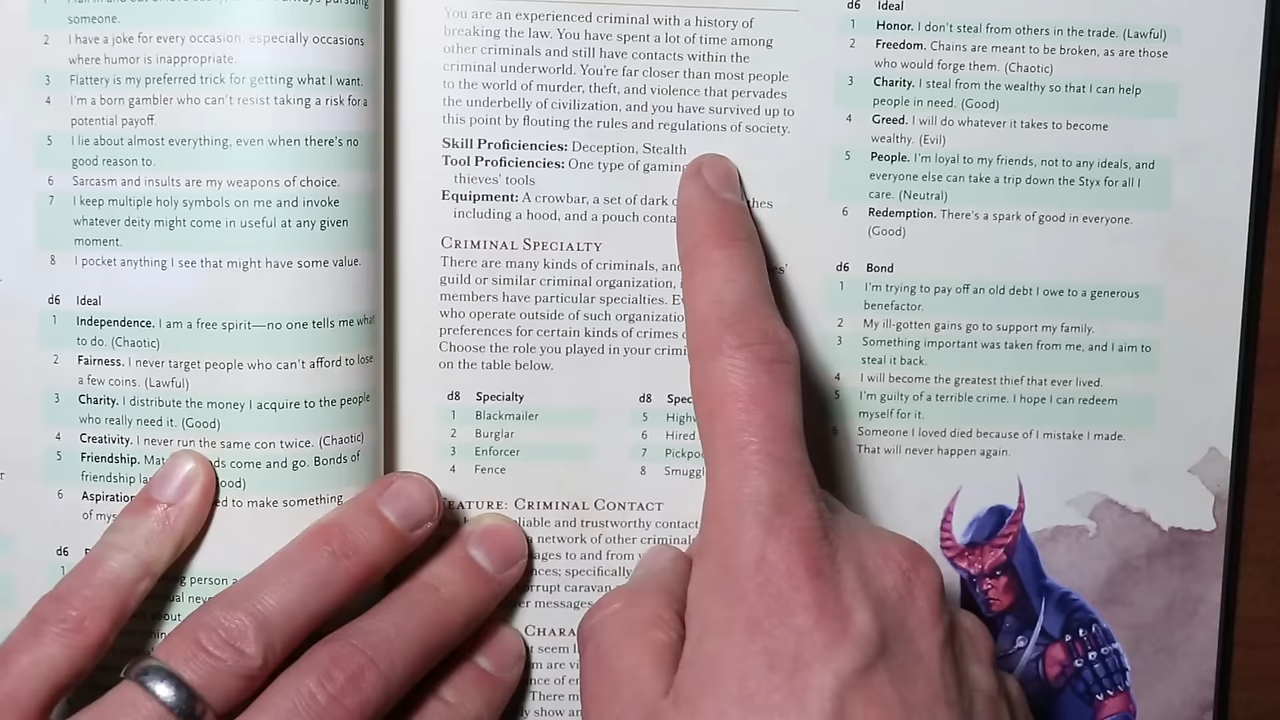 someone.
2 I have a joke for every occasion, especially occasions
where humor is inappropriate.
3 Flattery is my preferred trick for getting what I want.
4 I'm a born gambler who can't resist taking a risk for a
potential payoff.
5 I lie about almost everything, even when there's no
good reason to.
6 Sarcasm and insults are my weapons of choice.
7 I keep multiple holy symbols on me and invoke
whatever deity might come in useful at any given
moment.
8 I pocket anything I see that might have some value.
d6 Ideal
1 Independence. I am a free spirit—no one tells me what
to do. (Chaotic)
2 Fairness. I never target people who can't afford to lose
a few coins. (Lawful)
3 Charity. I distribute the money I acquire to the people
who really need it. (Good)
4 Creativity. I never run the same con twice. (Chaotic)
5 Friendship. come and go. Bonds of
friendship
6 to make something
of
d6
1 person
You are an experienced criminal with a history of
breaking the law. You have spent a lot of time among
other criminals and still have contacts within the
criminal underworld. You're far closer than most people
to the world of murder, theft, and violence that pervades
the underbelly of civilization, and you have survived up to
this point by flouting the rules and regulations of society.
Skill Proficiencies: Deception, Stealth
Tool Proficiencies: One type of gaming
thieves' tools
Equipment: A crowbar, a set of dark
including a hood, and a pouch
CRIMINAL SPECIALTY
There are many kinds of criminals, and
guild or similar criminal organization,
members have particular specialties.
who operate outside of such
preferences for certain kinds of crimes
Choose the role you played in your
on the table below.
d8 Specialty d8
1 Blackmailer 5
2 Burglar 6 Hired
3 Enforcer 7
4 Fence 8
FEATURE: CRIMINAL CONTACT
and trustworthy contact
a network of other criminals
to and from
specifically
caravan
messages
seem
are
of
There
show an
d6 Ideal
1 Honor. I don't steal from others in the trade. (Lawful)
2 Freedom. Chains are meant to be broken, as are those
who would forge them. (Chaotic)
3 Charity. I steal from the wealthy so that I can help
people in need. (Good)
4 Greed. I will do whatever it takes to become
wealthy. (Evil)
5 People. I'm loyal to my friends, not to any ideals, and
everyone else can take a trip down the Styx for all I
care. (Neutral)
6 Redemption. There's a spark of good in everyone.
(Good)
d6 Bond
1 I'm trying to pay off an old debt I owe to a generous
benefactor.
2 My ill-gotten gains go to support my family.
3 Something important was taken from me, and I aim to
steal it back.
4 I will become the greatest thief that ever lived.
5 I'm guilty of a terrible crime. I hope I can redeem
myself for it.
6 Someone I loved died because of I mistake I made.
That will never happen again.